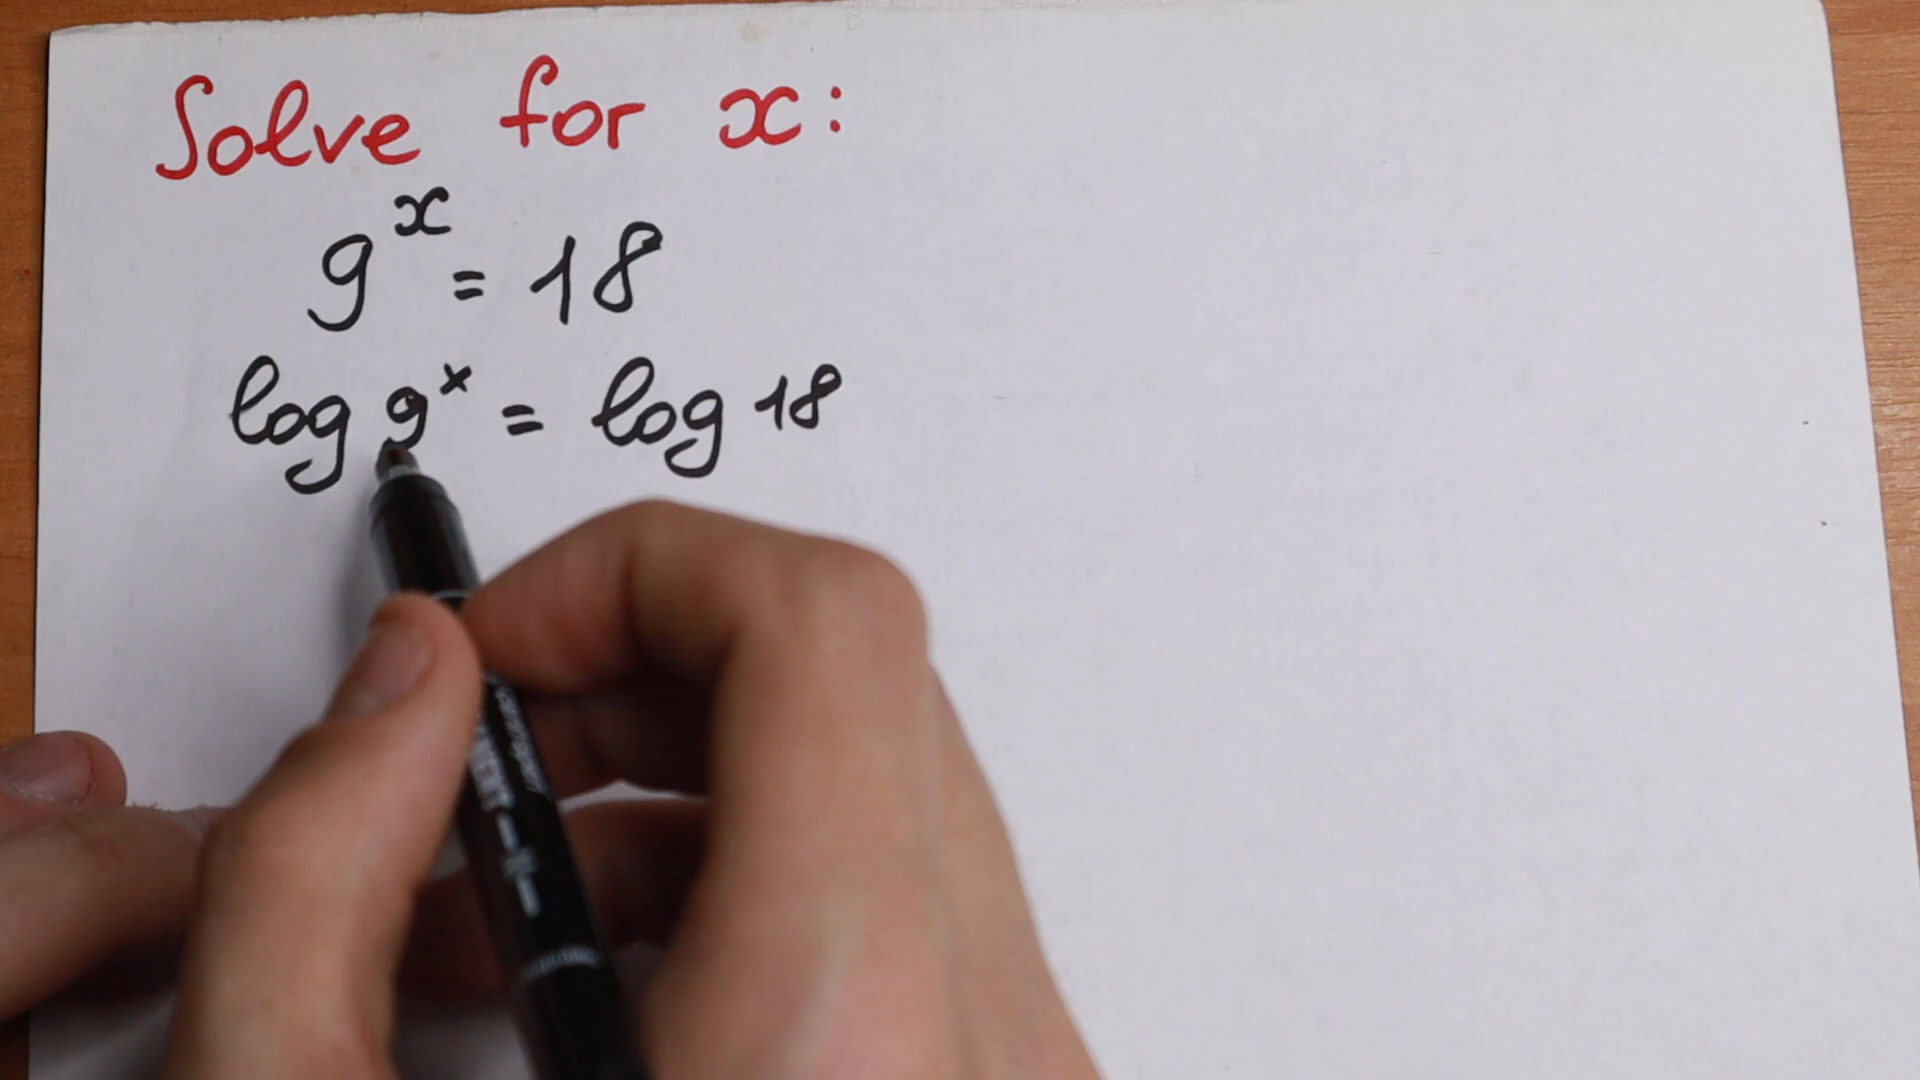 Solve for x:
9^x = 18
log 9^x = log 18